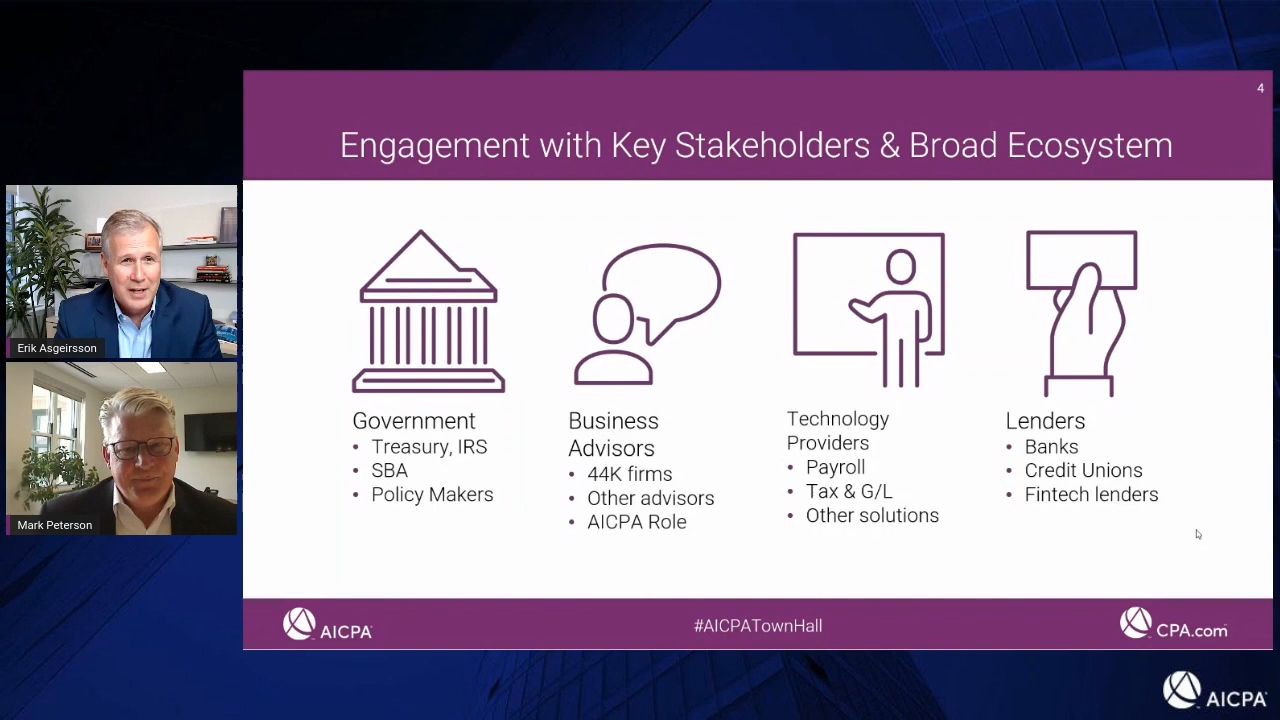 4
Engagement with Key Stakeholders & Broad Ecosystem
Erik Asgeirsson
Mark Peterson
Government
• Treasury, IRS
• SBA
• Policy Makers
Business
Advisors
• 44K firms
• Other advisors
• AICPA Role
Technology
Providers
• Payroll
• Tax & G/L
• Other solutions
Lenders
• Banks
• Credit Unions
• Fintech lenders
AICPA
#AICPATownHall
CPA.com
AICPA